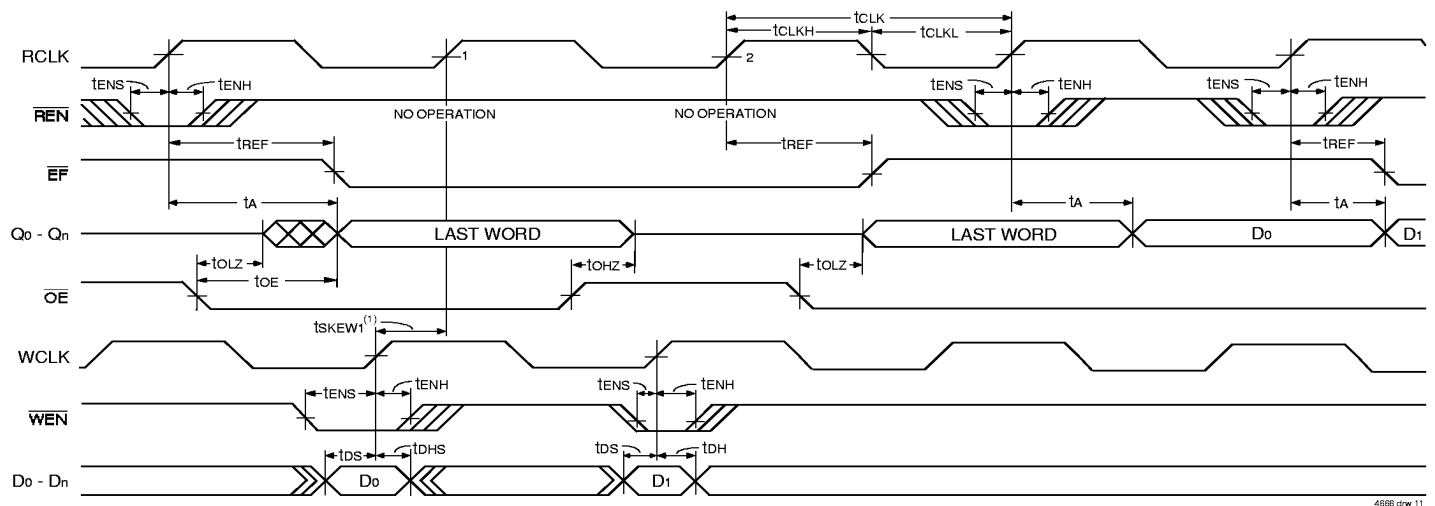 tCLK
tCLKH tCLKL
RCLK 1 2
tENS tENH tENS tENH tENS tENH
REN NO OPERATION NO OPERATION
tREF tREF tREF
EF
tA tA tA
Q0 - Qn LAST WORD LAST WORD D0 D1
tOLZ tOHZ tOLZ
tOE
OE
tSKEW1(1)
WCLK
tENS tENH tENS tENH
WEN
tDS tDHS tDS tDH
D0 - Dn D0 D1
4666 drw 11